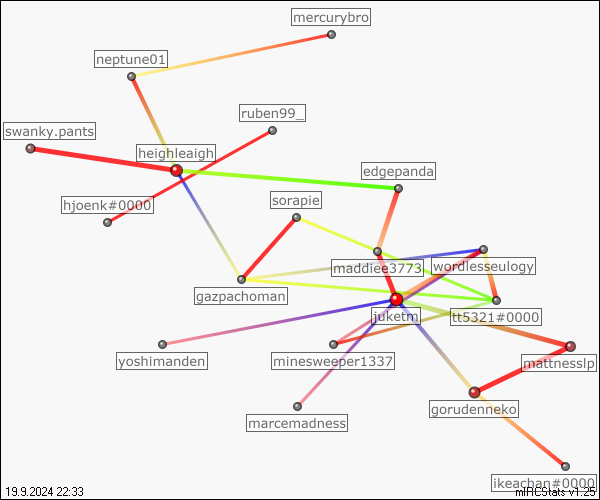 mercurybro
neptune01
ruben99_
swanky.pants
heighleaigh
edgepanda
hjoenk#0000
sorapie
maddiee3773
wordlesseulogy
gazpachoman
juketm
tt5321#0000
yoshimanden
minesweeper1337
mattnesslp
marcemadness
gorudenneko
ikeachan#0000
19.9.2024 22:33
mIRCStats v1.25